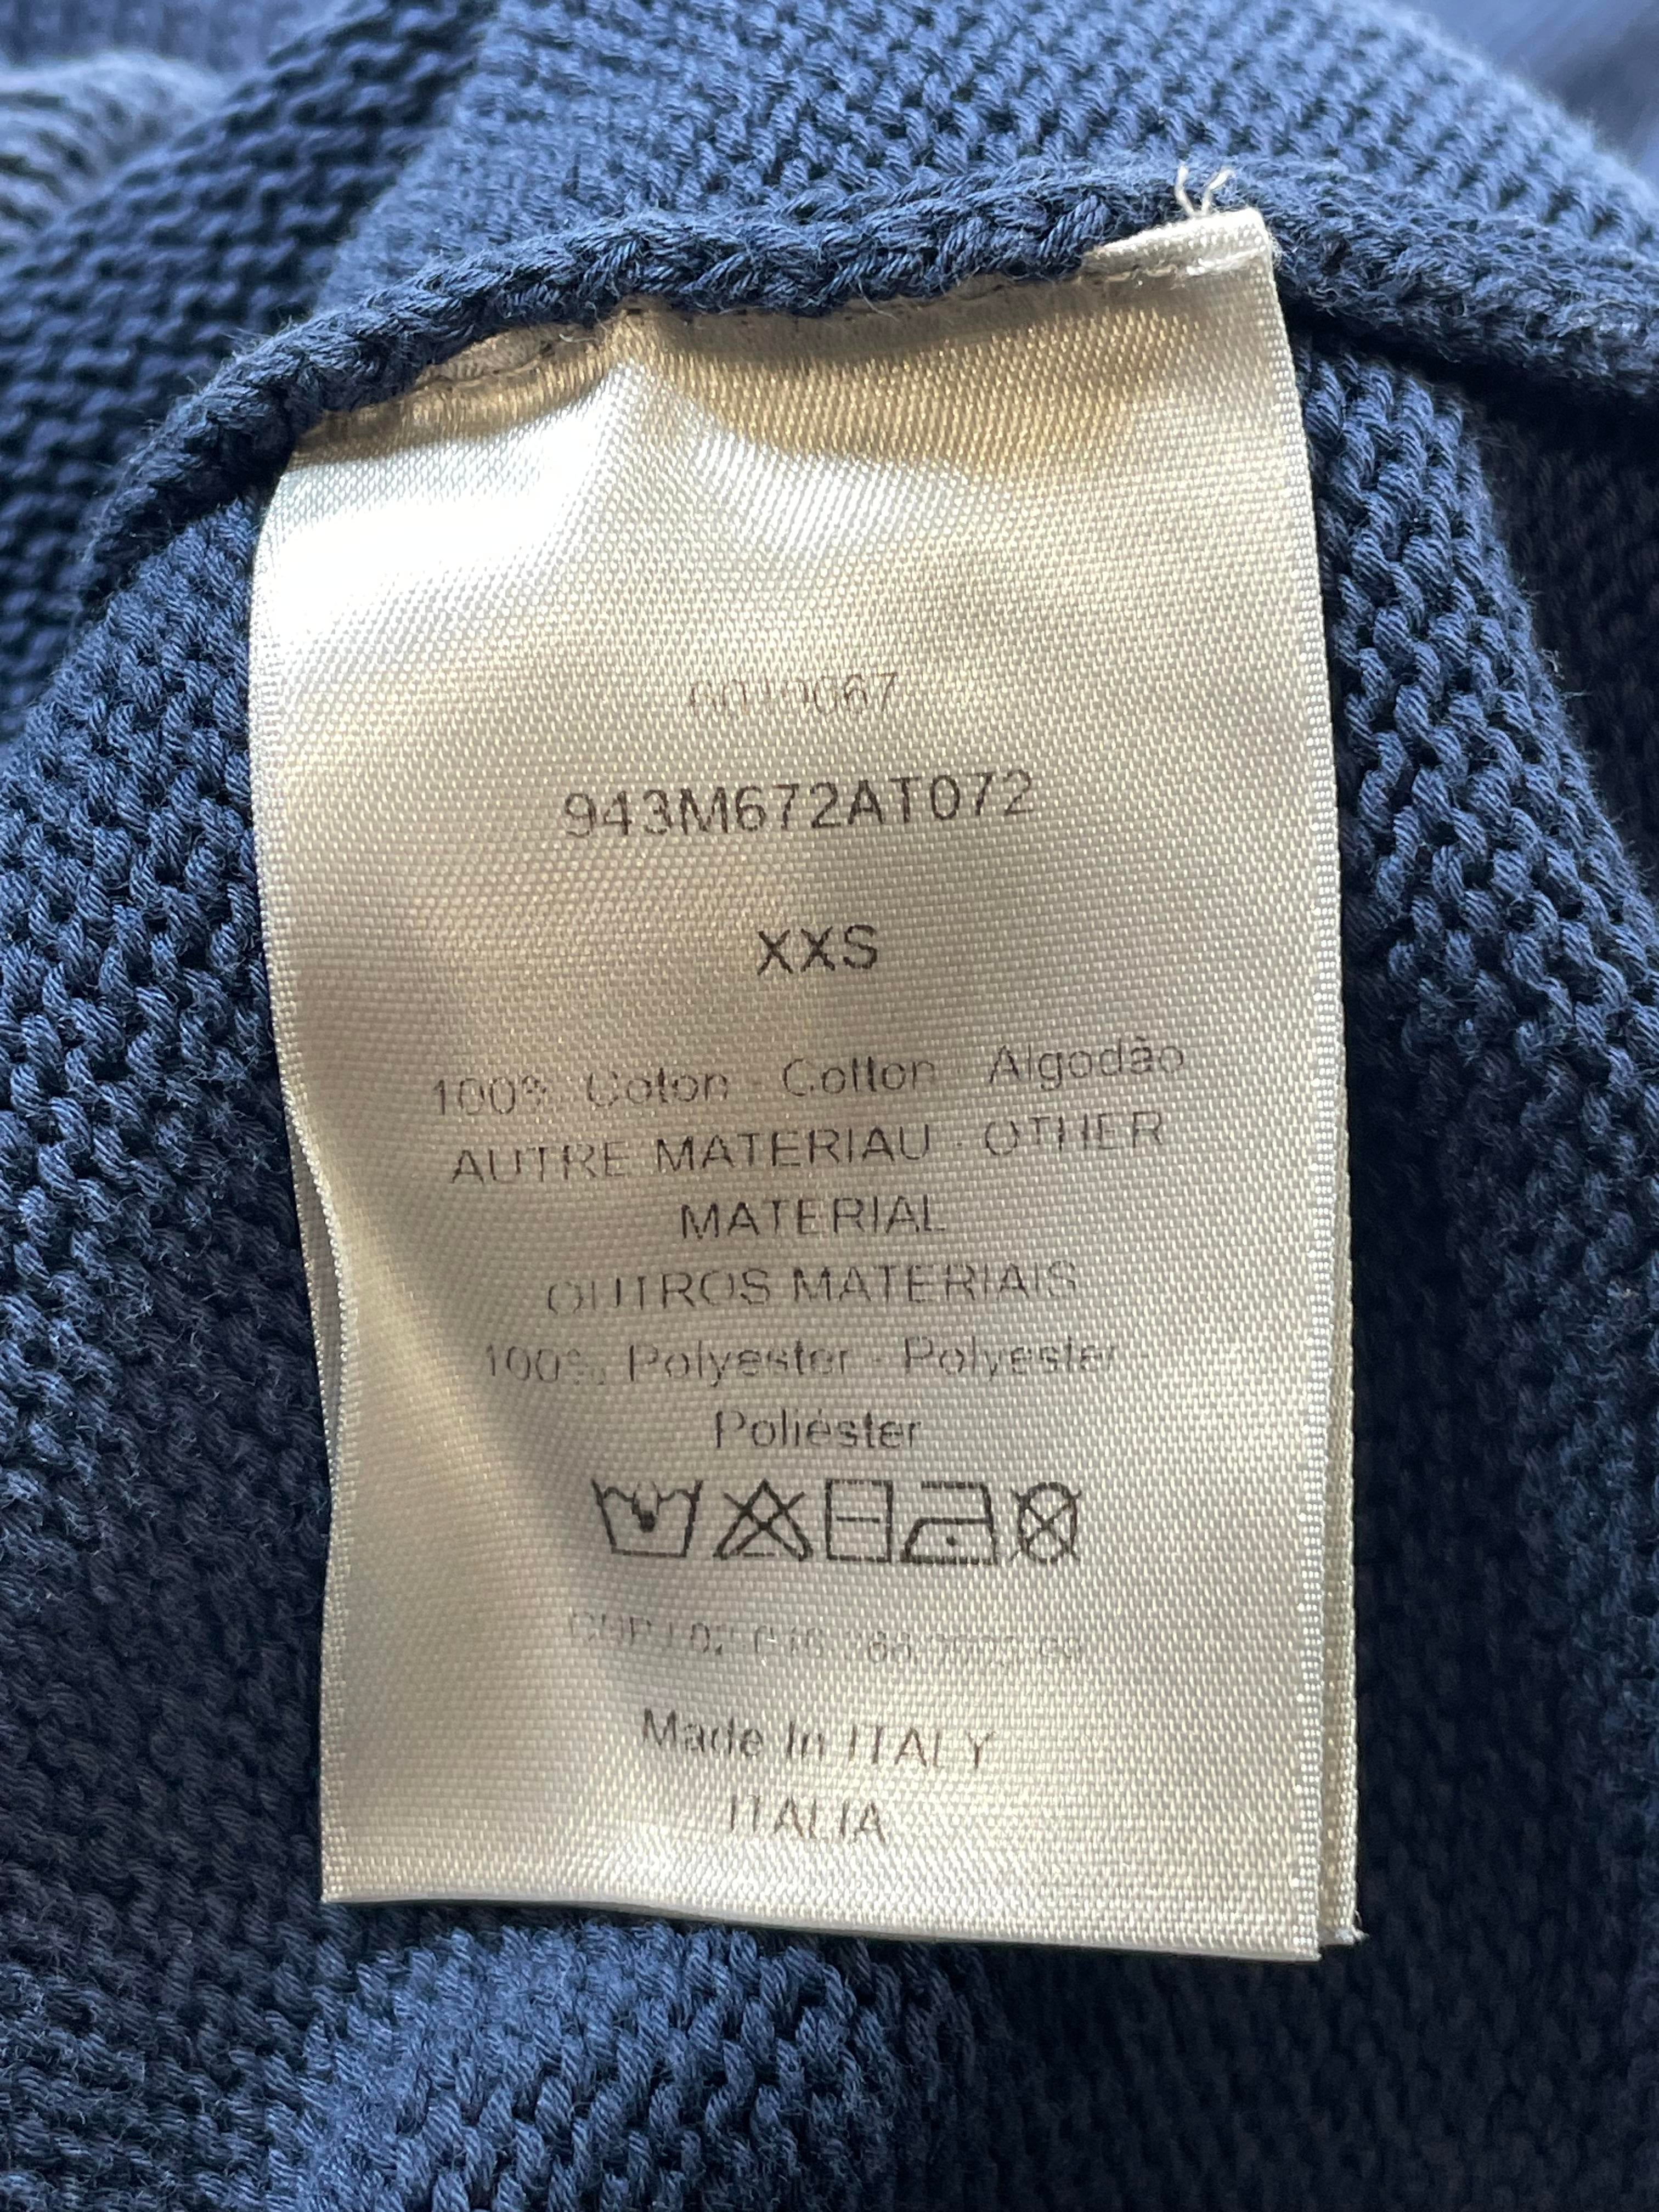 943M672AT072
XXS
100% Coton - Cotton - Algodão
AUTRE MATERIAU - OTHER
MATERIAL
OUTROS MATERIAIS
100% Polyester - Polyester
Poliéster
Made In ITALY
ITALIA